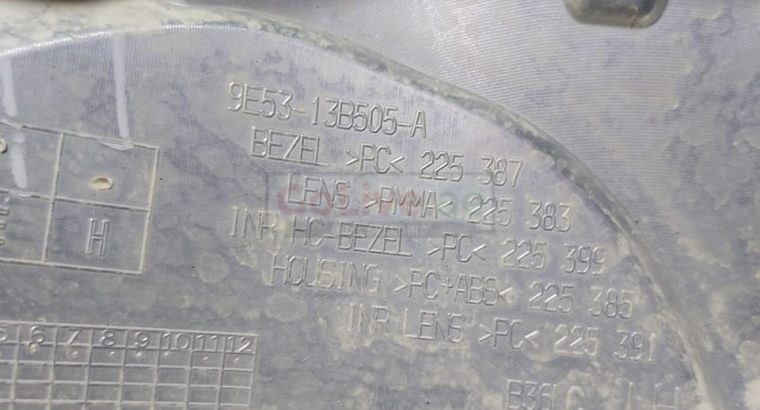 9E53-13B505-A
BEZEL >PC< 225 387
LENS >PMMA< 225 383
INR HC-BEZEL >PC< 225 399
HOUSING >PC+ABS< 225 385
INR LENS >PC< 225 391
H
6 7 8 9 10 11 12